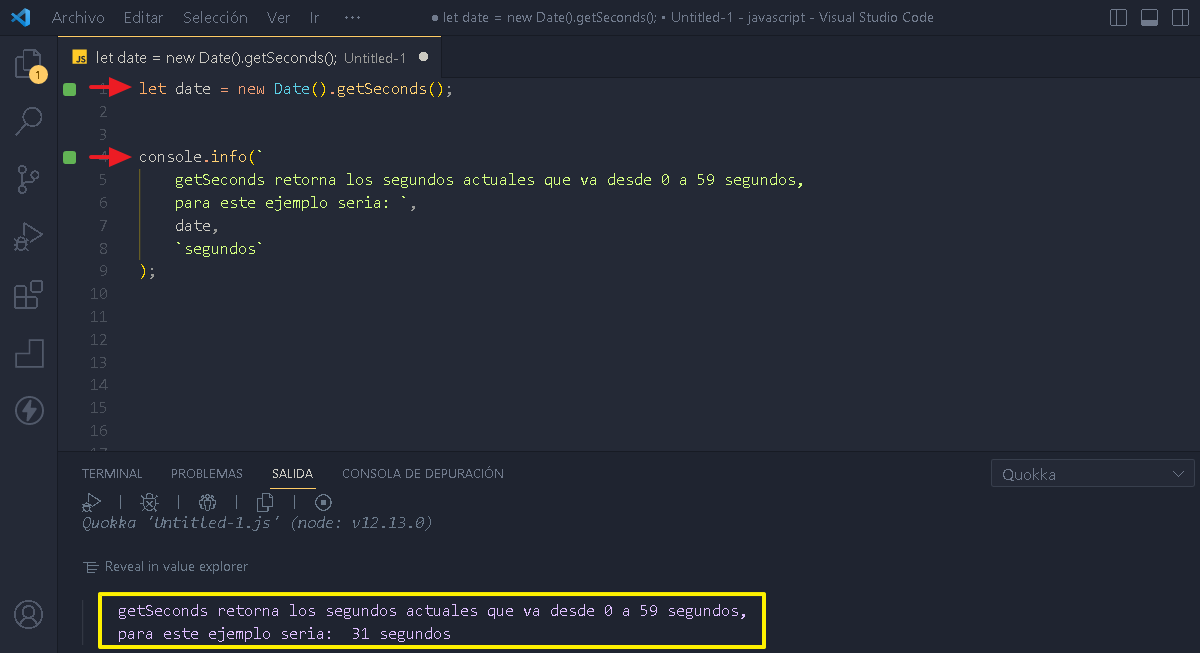 Archivo Editar Selección Ver Ir ··· ● let date = new Date().getSeconds(); • Untitled-1 - javascript - Visual Studio Code
JS let date = new Date().getSeconds(); Untitled-1 ●
1
1 let date = new Date().getSeconds();
2
3
4 console.info(`
5 getSeconds retorna los segundos actuales que va desde 0 a 59 segundos,
6 para este ejemplo seria: `,
7 date,
8 `segundos`
9 );
10
11
12
13
14
15
16
17
TERMINAL PROBLEMAS SALIDA CONSOLA DE DEPURACIÓN Quokka
Quokka 'Untitled-1.js' (node: v12.13.0)
Reveal in value explorer
getSeconds retorna los segundos actuales que va desde 0 a 59 segundos,
para este ejemplo seria:  31 segundos